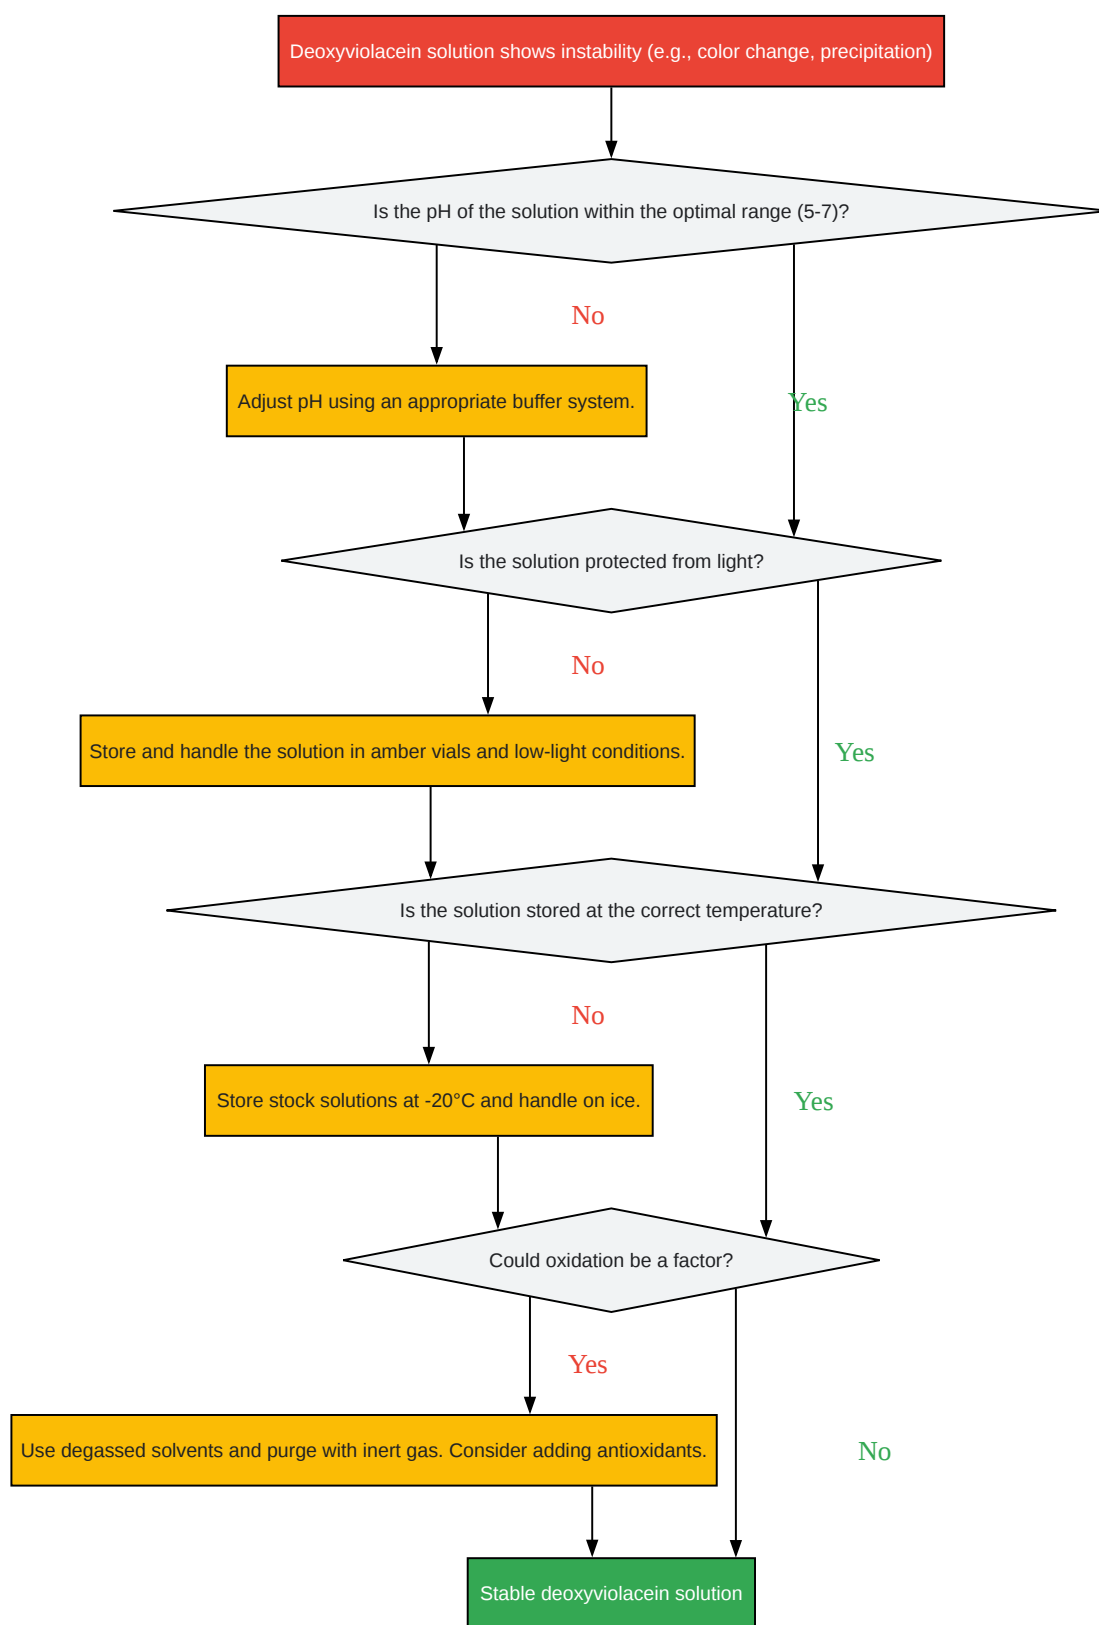 Deoxyviolacein solution shows instability (e.g., color change, precipitation)
Is the pH of the solution within the optimal range (5-7)?
No
Adjust pH using an appropriate buffer system.
Yes
Is the solution protected from light?
No
Store and handle the solution in amber vials and low-light conditions.
Yes
Is the solution stored at the correct temperature?
No
Store stock solutions at -20°C and handle on ice.
Yes
Could oxidation be a factor?
Yes
Use degassed solvents and purge with inert gas. Consider adding antioxidants.
No
Stable deoxyviolacein solution